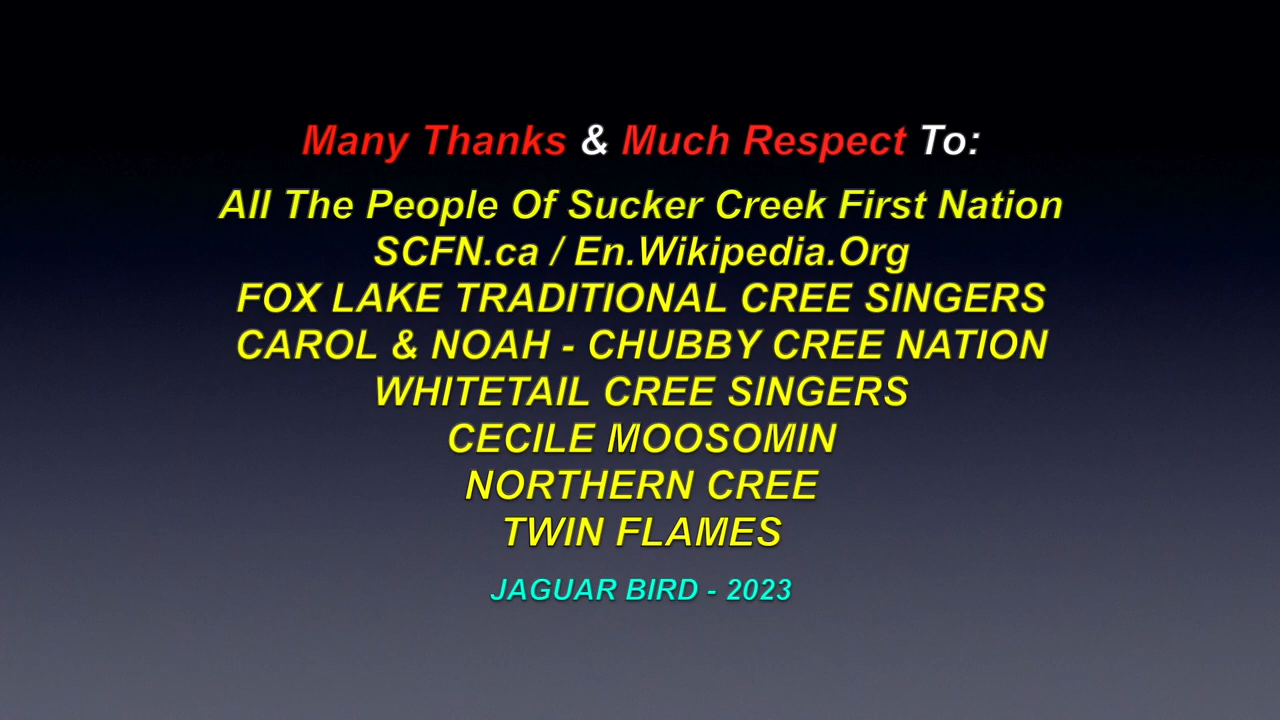 Many Thanks & Much Respect To:
All The People Of Sucker Creek First Nation
SCFN.ca / En.Wikipedia.Org
FOX LAKE TRADITIONAL CREE SINGERS
CAROL & NOAH - CHUBBY CREE NATION
WHITETAIL CREE SINGERS
CECILE MOOSOMIN
NORTHERN CREE
TWIN FLAMES
JAGUAR BIRD - 2023